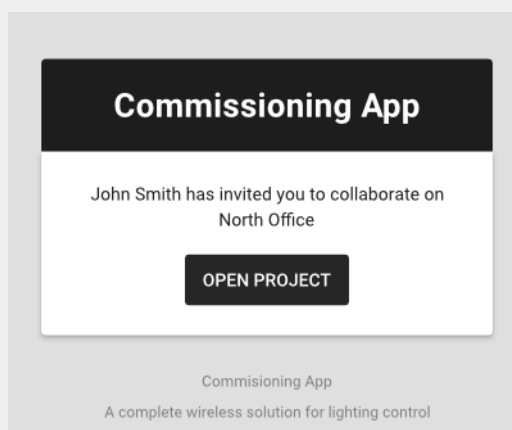 Commissioning App
John Smith has invited you to collaborate on
North Office
OPEN PROJECT
Commisioning App
A complete wireless solution for lighting control